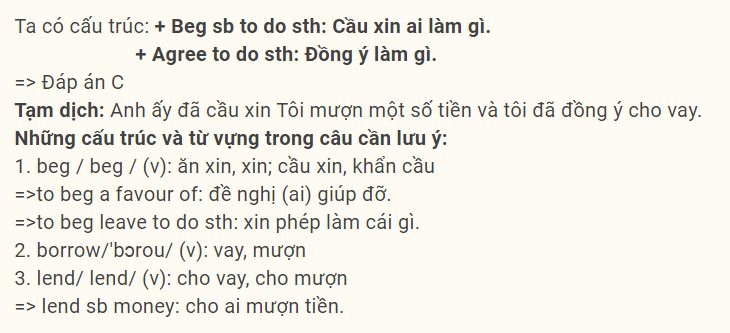 Ta có cấu trúc: + Beg sb to do sth: Cầu xin ai làm gì.
+ Agree to do sth: Đồng ý làm gì.
=> Đáp án C
Tạm dịch: Anh ấy đã cầu xin Tôi mượn một số tiền và tôi đã đồng ý cho vay.
Những cấu trúc và từ vựng trong câu cần lưu ý:
1. beg / beg / (v): ăn xin, xin; cầu xin, khẩn cầu
=>to beg a favour of: đề nghị (ai) giúp đỡ.
=>to beg leave to do sth: xin phép làm cái gì.
2. borrow/'bɔrou/ (v): vay, mượn
3. lend/ lend/ (v): cho vay, cho mượn
=> lend sb money: cho ai mượn tiền.